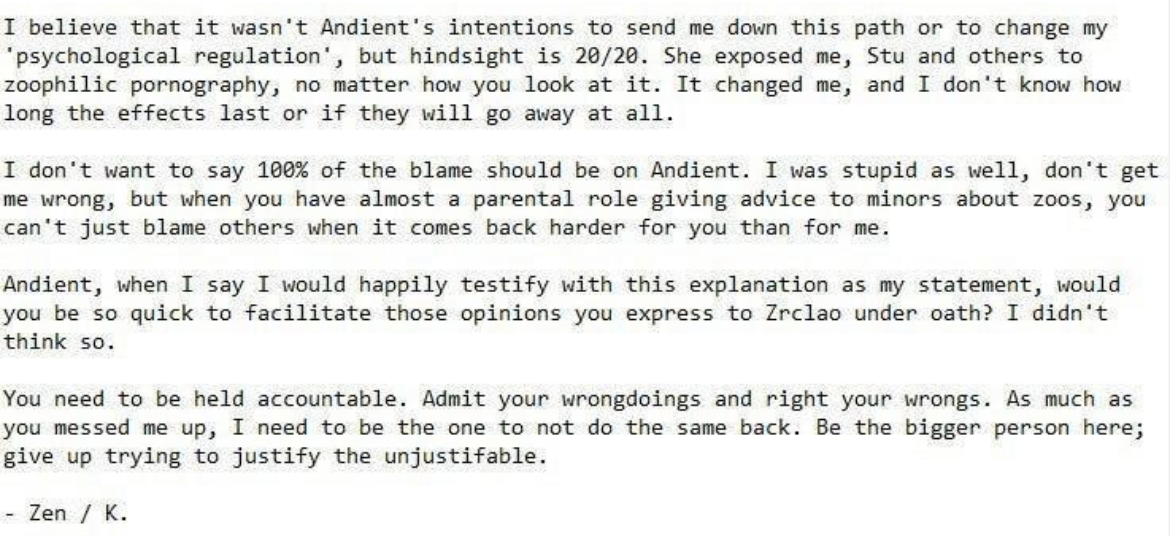 I believe that it wasn't Andient's intentions to send me down this path or to change my
'psychological regulation', but hindsight is 20/20. She exposed me, Stu and others to
zoophilic pornography, no matter how you look at it. It changed me, and I don't know how
long the effects last or if they will go away at all.
I don't want to say 100% of the blame should be on Andient. I was stupid as well, don't get
me wrong, but when you have almost a parental role giving advice to minors about zoos, you
can't just blame others when it comes back harder for you than for me.
Andient, when I say I would happily testify with this explanation as my statement, would
you be so quick to facilitate those opinions you express to Zrclao under oath? I didn't
think so.
You need to be held accountable. Admit your wrongdoings and right your wrongs. As much as
you messed me up, I need to be the one to not do the same back. Be the bigger person here;
give up trying to justify the unjustifiable.
- Zen / K.